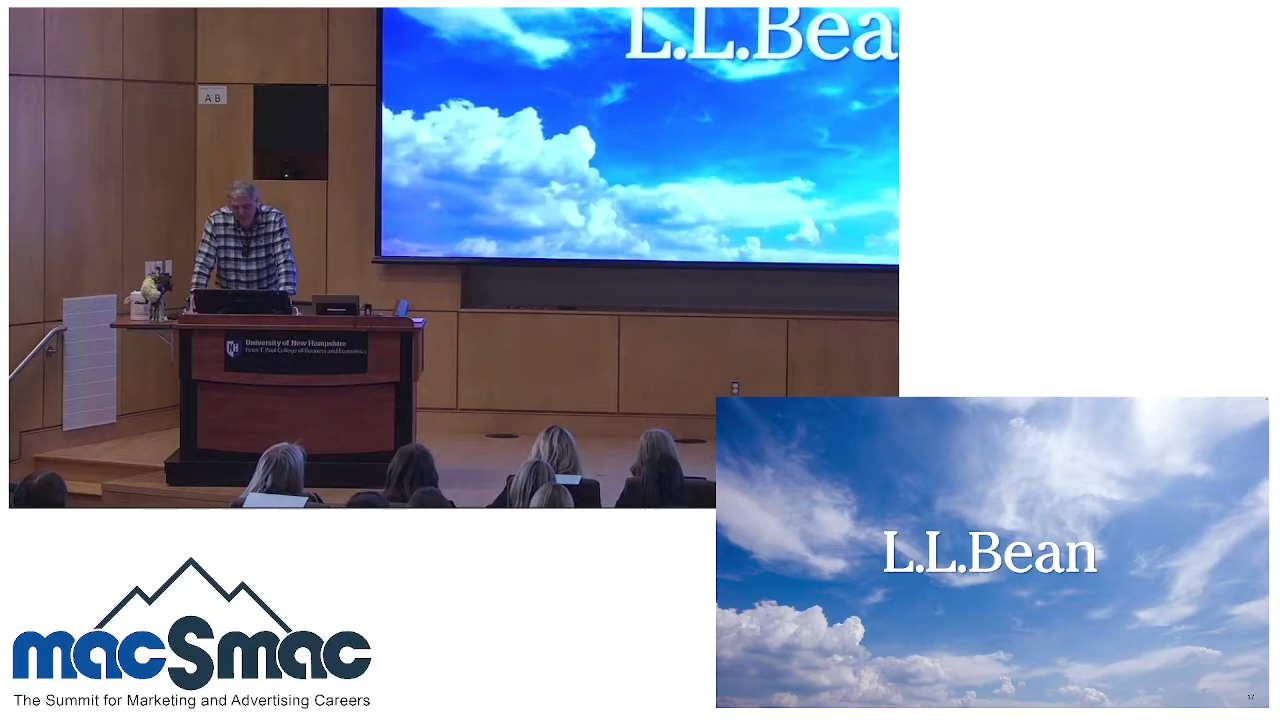 L.L.Bea
A B
University of New Hampshire
Peter T. Paul College of Business and Economics
L.L.Bean
17
macSmac
The Summit for Marketing and Advertising Careers